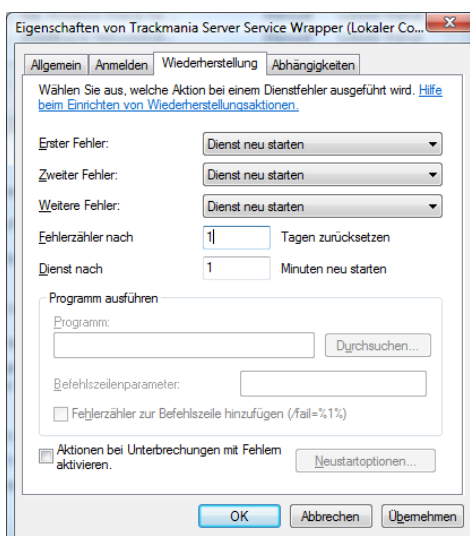 Eigenschaften von Trackmania Server Service Wrapper (Lokaler Co...
Allgemein Anmelden Wiederherstellung Abhängigkeiten
Wählen Sie aus, welche Aktion bei einem Dienstfehler ausgeführt wird. Hilfe
beim Einrichten von Wiederherstellungsaktionen.
Erster Fehler: Dienst neu starten
Zweiter Fehler: Dienst neu starten
Weitere Fehler: Dienst neu starten
Fehlerzähler nach 1 Tagen zurücksetzen
Dienst nach 1 Minuten neu starten
Programm ausführen
Programm:
Durchsuchen...
Befehlszeilenparameter:
Fehlerzähler zur Befehlszeile hinzufügen (/fail=%1%)
Aktionen bei Unterbrechungen mit Fehlern
aktivieren.
Neustartoptionen...
OK Abbrechen Übernehmen